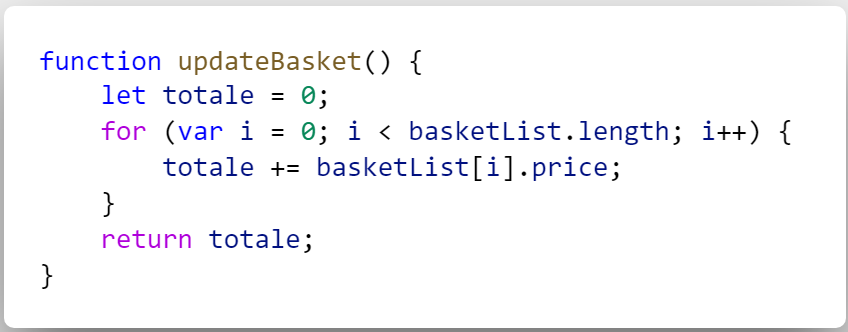 function updateBasket() {
    let totale = 0;
    for (var i = 0; i < basketList.length; i++) {
        totale += basketList[i].price;
    }
    return totale;
}